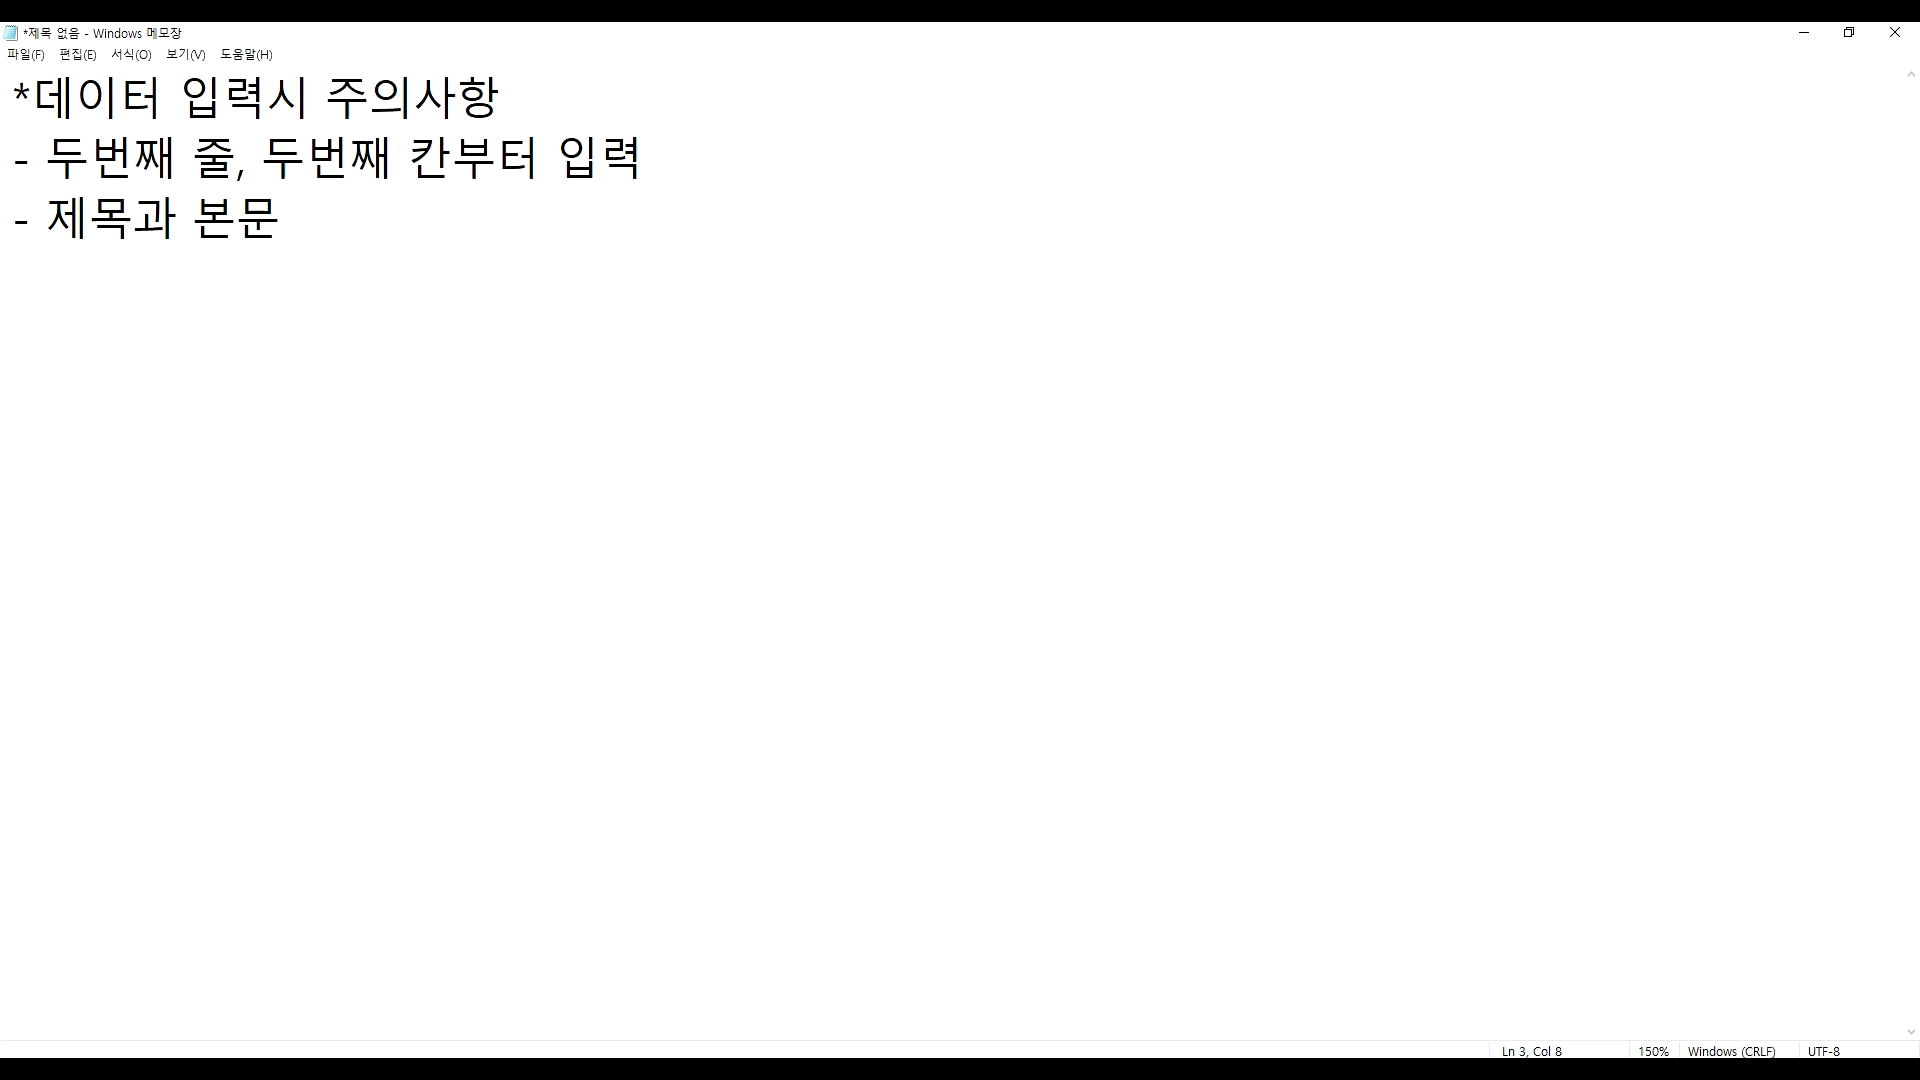 *제목 없음 - Windows 메모장
파일(F) 편집(E) 서식(O) 보기(V) 도움말(H)
*데이터 입력시 주의사항
- 두번째 줄, 두번째 칸부터 입력
- 제목과 본문
Ln 3, Col 8 150% Windows (CRLF) UTF-8